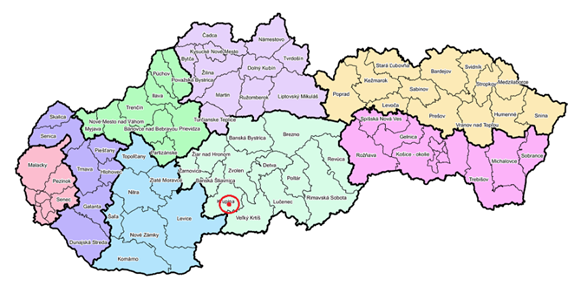 Čadca
Námestovo
Kysucké Nové Mesto
Bytča
Tvrdošín
Púchov
Žilina
Dolný Kubín
Považská Bystrica
Ilava
Martin
Ružomberok
Liptovský Mikuláš
Turčianske Teplice
Stará Ľubovňa
Bardejov
Svidník
Kežmarok
Stropkov
Medzilaborce
Poprad
Sabinov
Levoča
Prešov
Humenné
Snina
Vranov nad Topľou
Trenčín
Nové Mesto nad Váhom
Myjava
Bánovce nad Bebravou
Prievidza
Partizánske
Skalica
Senica
Piešťany
Topoľčany
Malacky
Trnava
Hlohovec
Pezinok
Senec
Galanta
Dunajská Streda
Nitra
Zlaté Moravce
Šaľa
Levice
Nové Zámky
Komárno
Banská Bystrica
Brezno
Žiar nad Hronom
Žarnovica
Zvolen
Detva
Revúca
Banská Štiavnica
Poltár
Krupina
Lučenec
Rimavská Sobota
Veľký Krtíš
Spišská Nová Ves
Gelnica
Rožňava
Košice - okolie
Michalovce
Sobrance
Trebišov